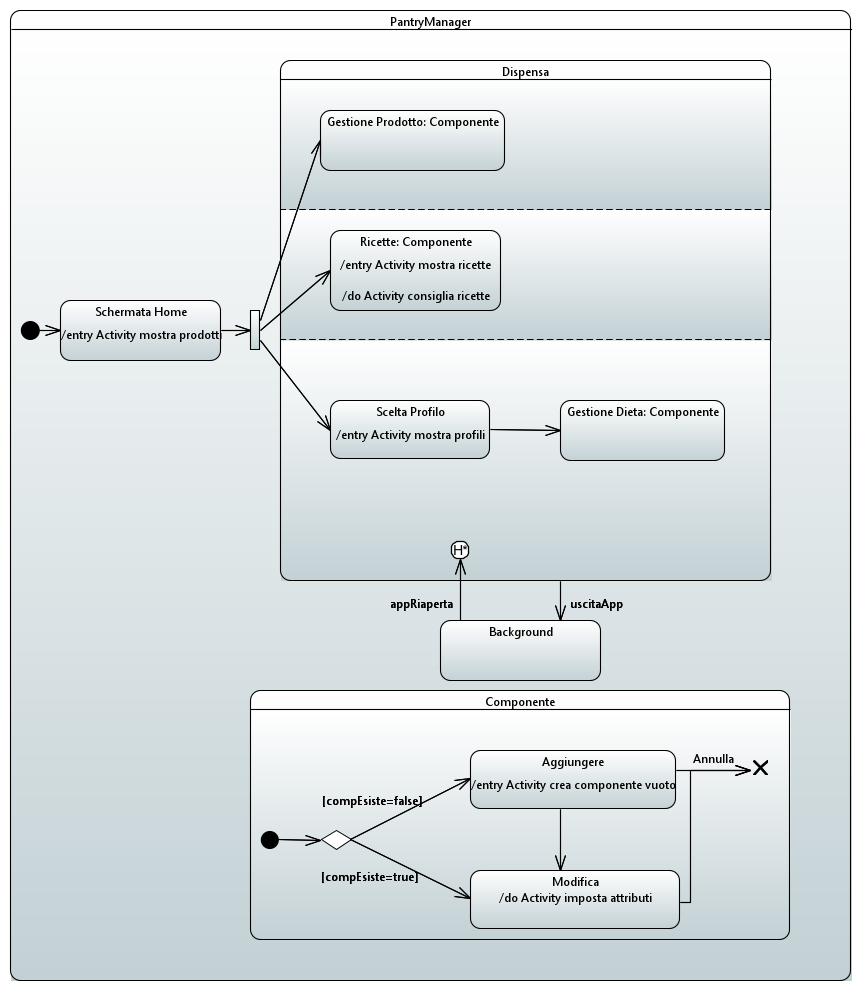 PantryManager
Dispensa
Gestione Prodotto: Componente
Ricette: Componente
/entry Activity mostra ricette
/do Activity consiglia ricette
Schermata Home
/entry Activity mostra prodotti
Scelta Profilo
/entry Activity mostra profili
Gestione Dieta: Componente
H*
appRiaperta
uscitaApp
Background
Componente
Aggiungere
/entry Activity crea componente vuoto
Annulla
[compEsiste=false]
[compEsiste=true]
Modifica
/do Activity imposta attributi